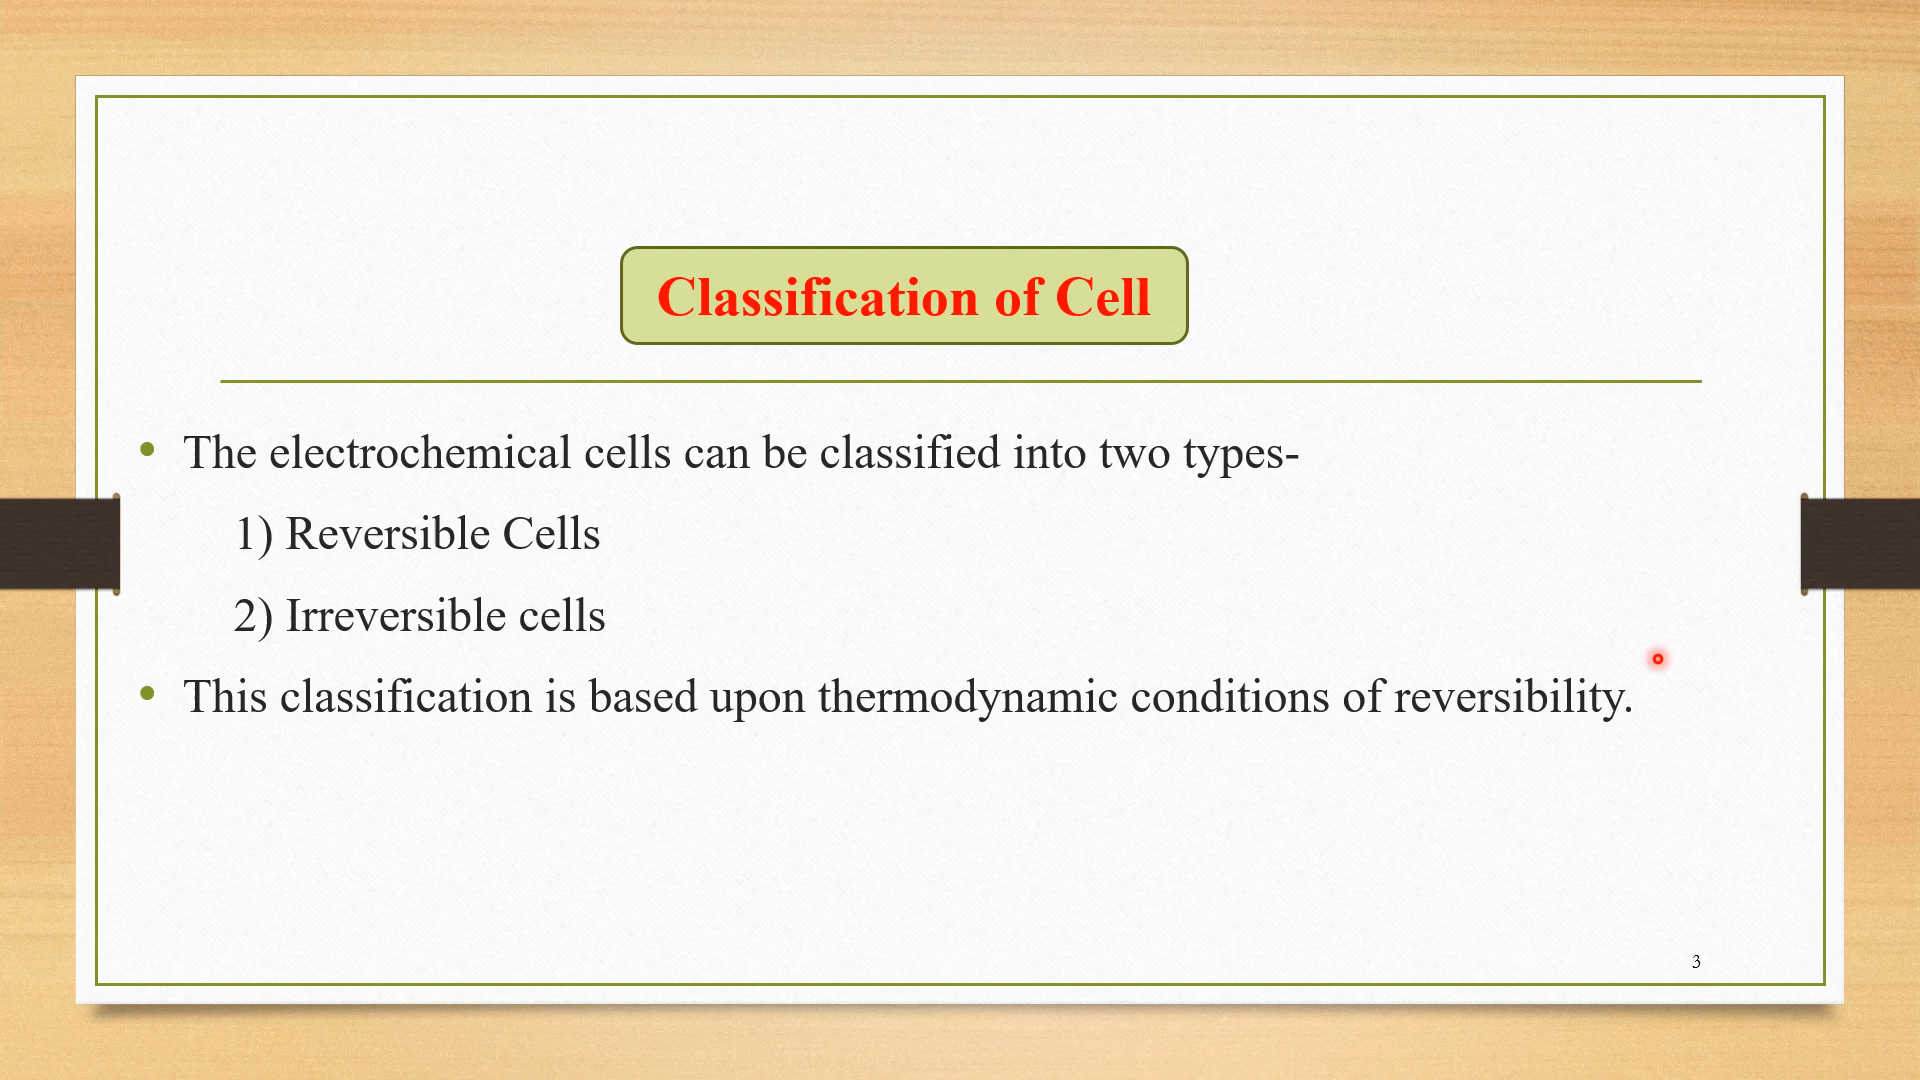 Classification of Cell
• The electrochemical cells can be classified into two types-
1) Reversible Cells
2) Irreversible cells
• This classification is based upon thermodynamic conditions of reversibility.
3